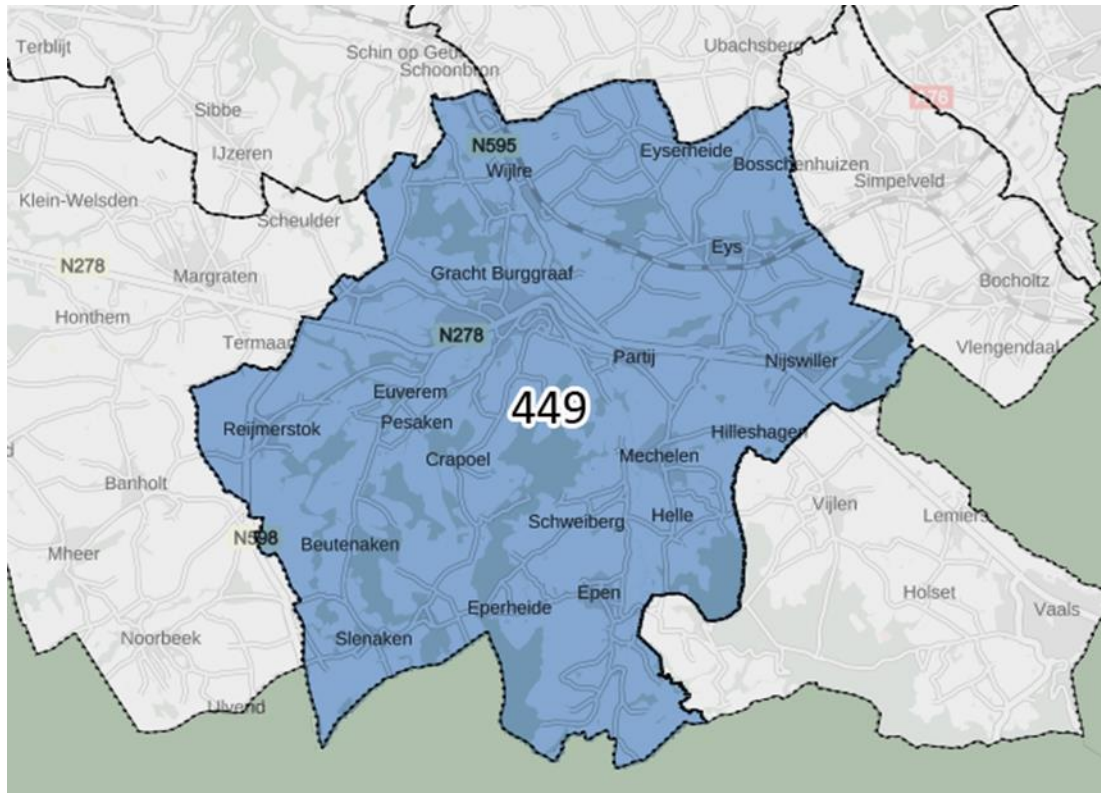 Terblijt
Schin op Geul
Ubachsberg
Schoonbron
A76
Sibbe
N595
Eyserheide
IJzeren
Bosschenhuizen
Wijlre
Simpelveld
Klein-Welsden
Scheulder
Eys
N278
Margraten
Gracht Burggraaf
Bocholtz
Honthem
N278
Termaar
Partij
Vlengendaal
Nijswiller
Euverem
449
Reijmerstok
Pesaken
Hilleshagen
Crapoel
Mechelen
Banholt
Vijlen
Schweiberg
Helle
Lemiers
N598
Beutenaken
Mheer
Epen
Holset
Eperheide
Vaals
Noorbeek
Slenaken
Ulvend